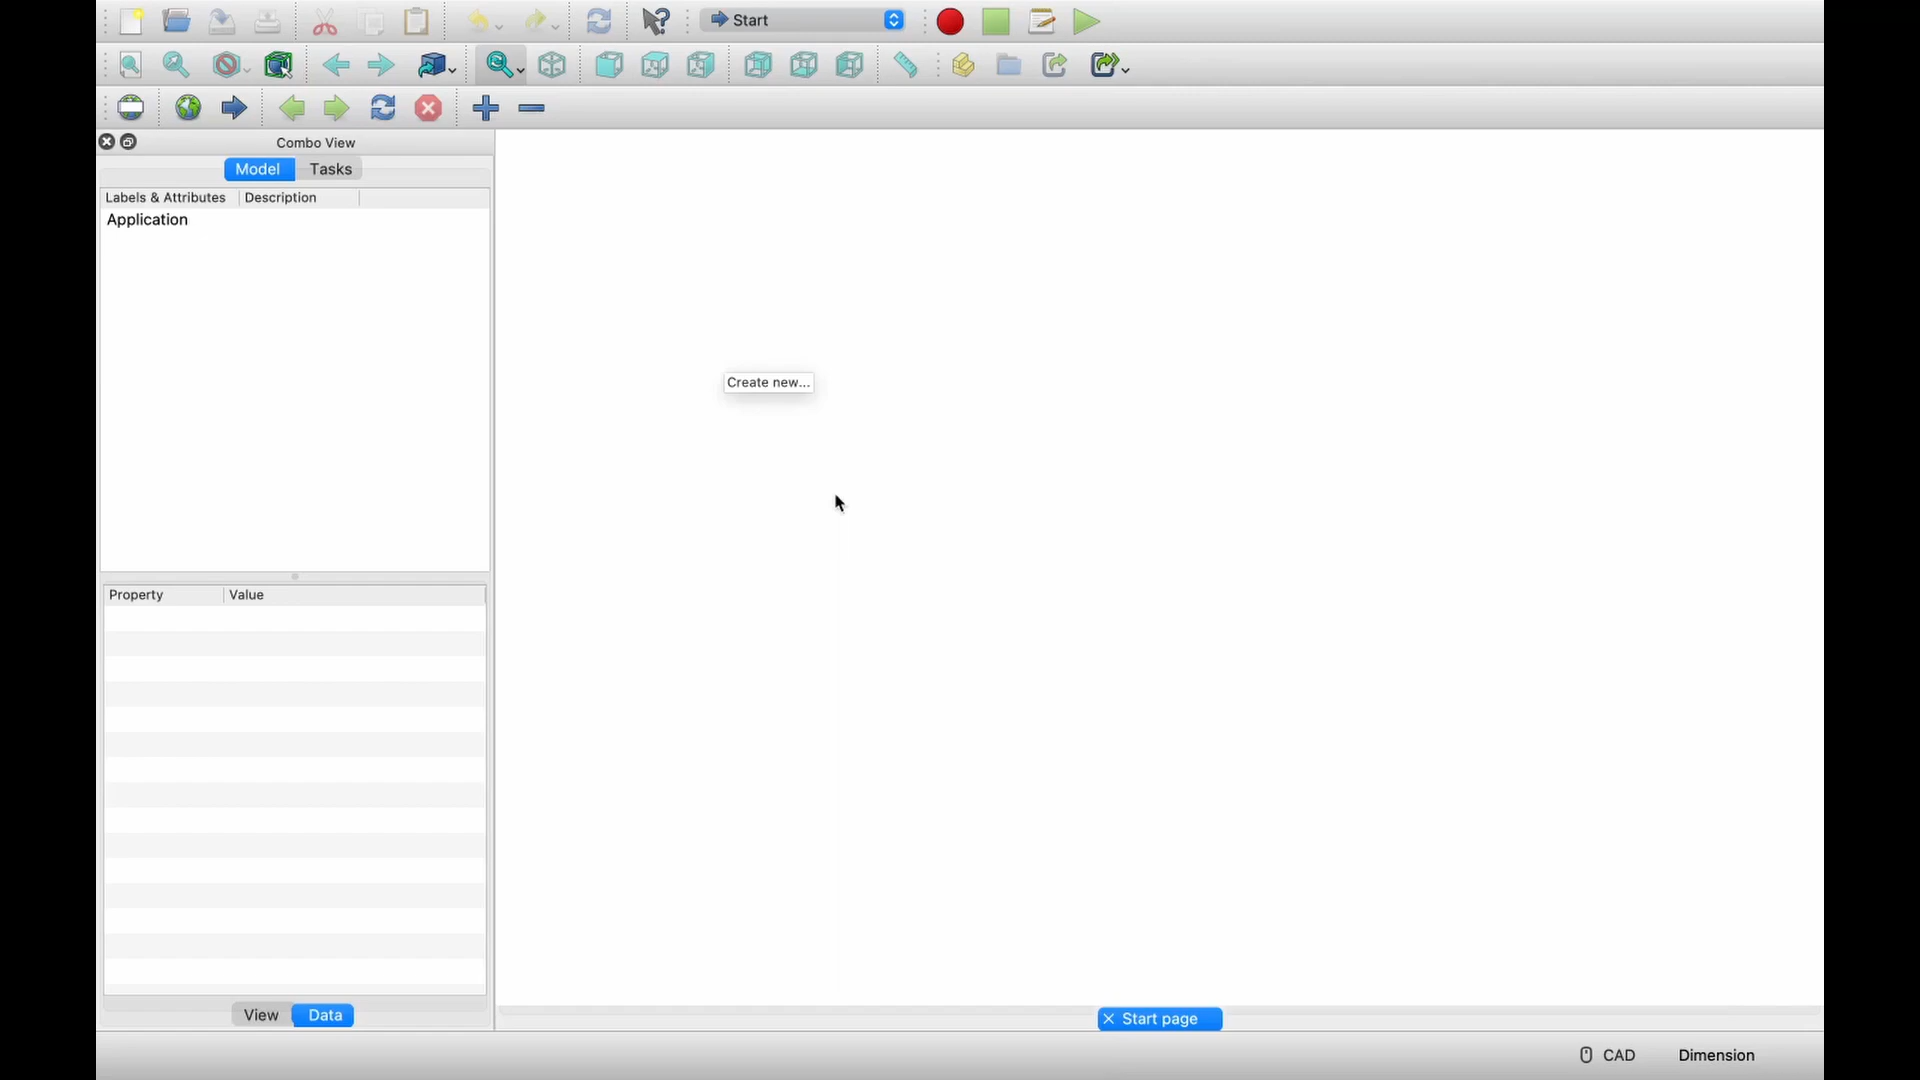 Start
Combo View
Model Tasks
Labels & Attributes Description
Application
Create new...
Property Value
View Data
Start page
CAD Dimension